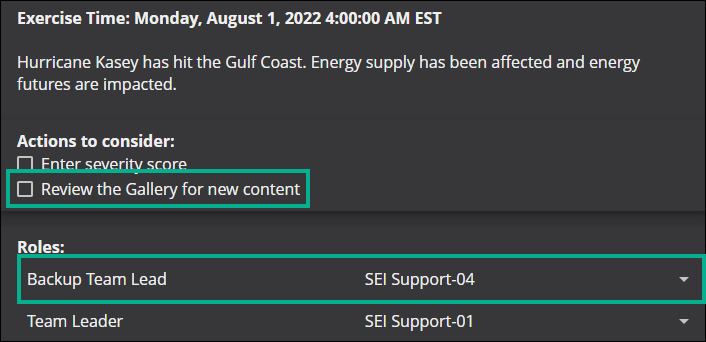 Exercise Time: Monday, August 1, 2022 4:00:00 AM EST
Hurricane Kasey has hit the Gulf Coast. Energy supply has been affected and energy
futures are impacted.
Actions to consider:
Enter severity score
Review the Gallery for new content
Roles:
Backup Team Lead SEI Support-04
Team Leader SEI Support-01